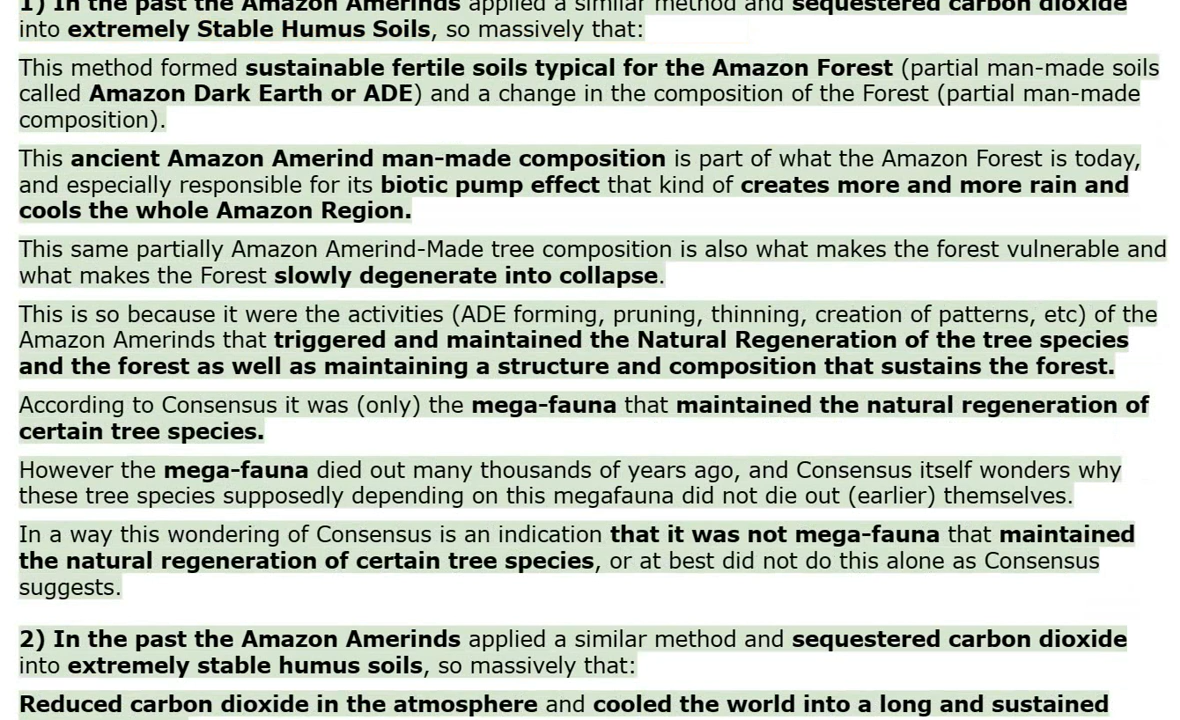 1) In the past the Amazon Amerinds applied a similar method and sequestered carbon dioxide
into extremely Stable Humus Soils, so massively that:
This method formed sustainable fertile soils typical for the Amazon Forest (partial man-made soils
called Amazon Dark Earth or ADE) and a change in the composition of the Forest (partial man-made
composition).
This ancient Amazon Amerind man-made composition is part of what the Amazon Forest is today,
and especially responsible for its biotic pump effect that kind of creates more and more rain and
cools the whole Amazon Region.
This same partially Amazon Amerind-Made tree composition is also what makes the forest vulnerable and
what makes the Forest slowly degenerate into collapse.
This is so because it were the activities (ADE forming, pruning, thinning, creation of patterns, etc) of the
Amazon Amerinds that triggered and maintained the Natural Regeneration of the tree species
and the forest as well as maintaining a structure and composition that sustains the forest.
According to Consensus it was (only) the mega-fauna that maintained the natural regeneration of
certain tree species.
However the mega-fauna died out many thousands of years ago, and Consensus itself wonders why
these tree species supposedly depending on this megafauna did not die out (earlier) themselves.
In a way this wondering of Consensus is an indication that it was not mega-fauna that maintained
the natural regeneration of certain tree species, or at best did not do this alone as Consensus
suggests.
2) In the past the Amazon Amerinds applied a similar method and sequestered carbon dioxide
into extremely stable humus soils, so massively that:
Reduced carbon dioxide in the atmosphere and cooled the world into a long and sustained